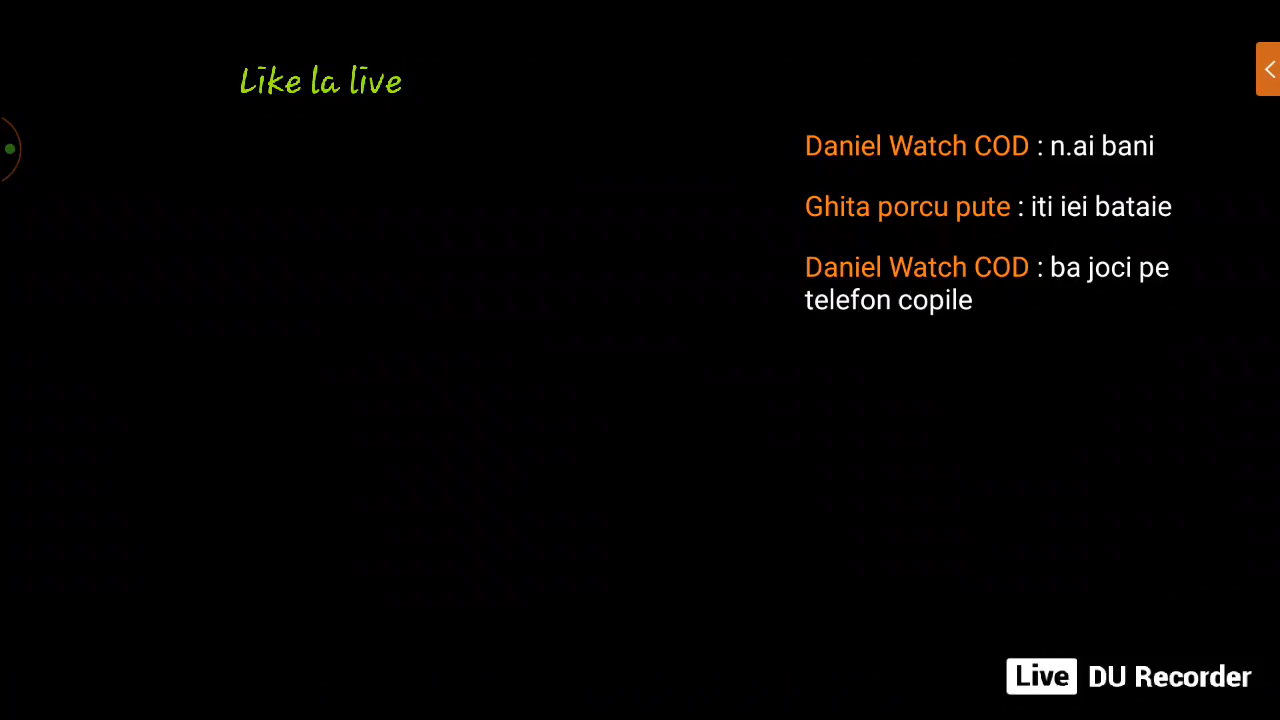 Like la live
Daniel Watch COD : n.ai bani
Ghita porcu pute : iti iei bataie
Daniel Watch COD : ba joci pe
telefon copile
Live DU Recorder